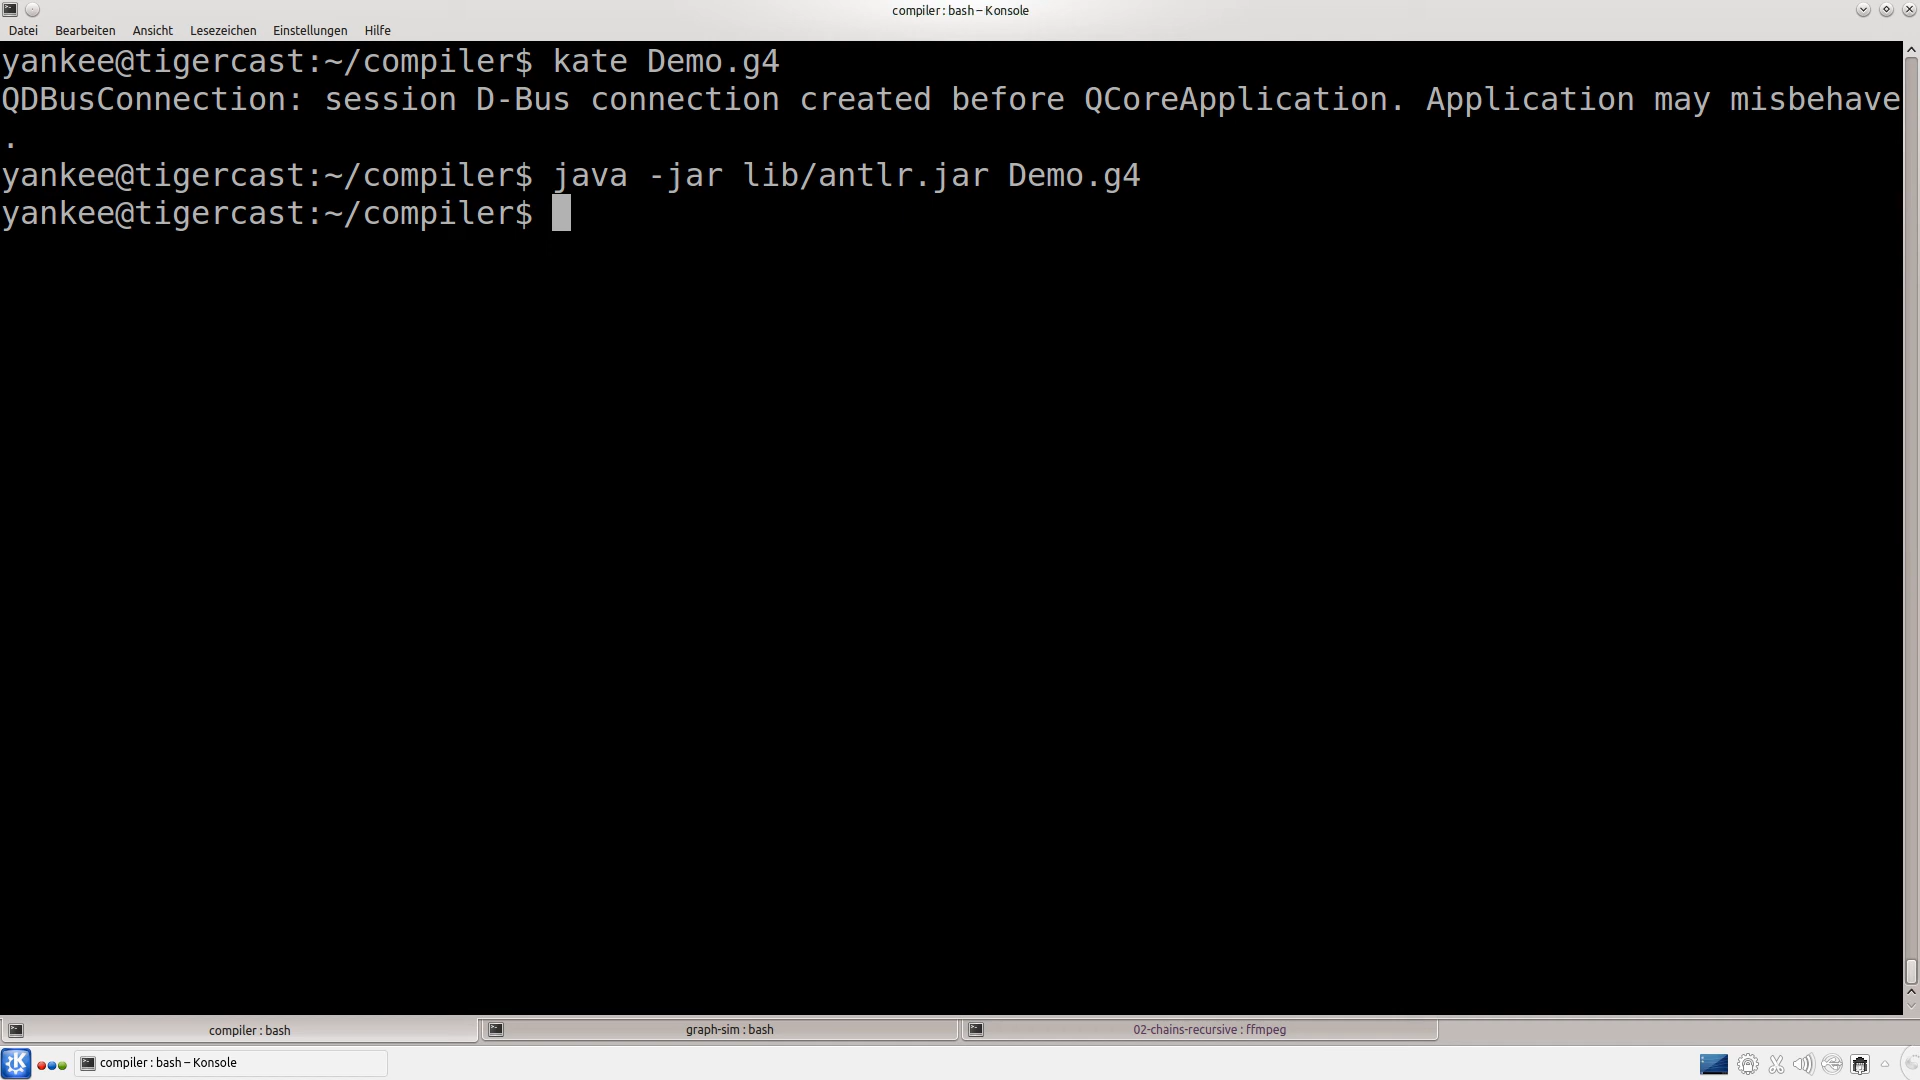 compiler : bash – Konsole
Datei Bearbeiten Ansicht Lesezeichen Einstellungen Hilfe
yankee@tigercast:~/compiler$ kate Demo.g4
QDBusConnection: session D-Bus connection created before QCoreApplication. Application may misbehave
.
yankee@tigercast:~/compiler$ java -jar lib/antlr.jar Demo.g4
yankee@tigercast:~/compiler$
compiler : bash graph-sim : bash 02-chains-recursive : ffmpeg
compiler : bash – Konsole